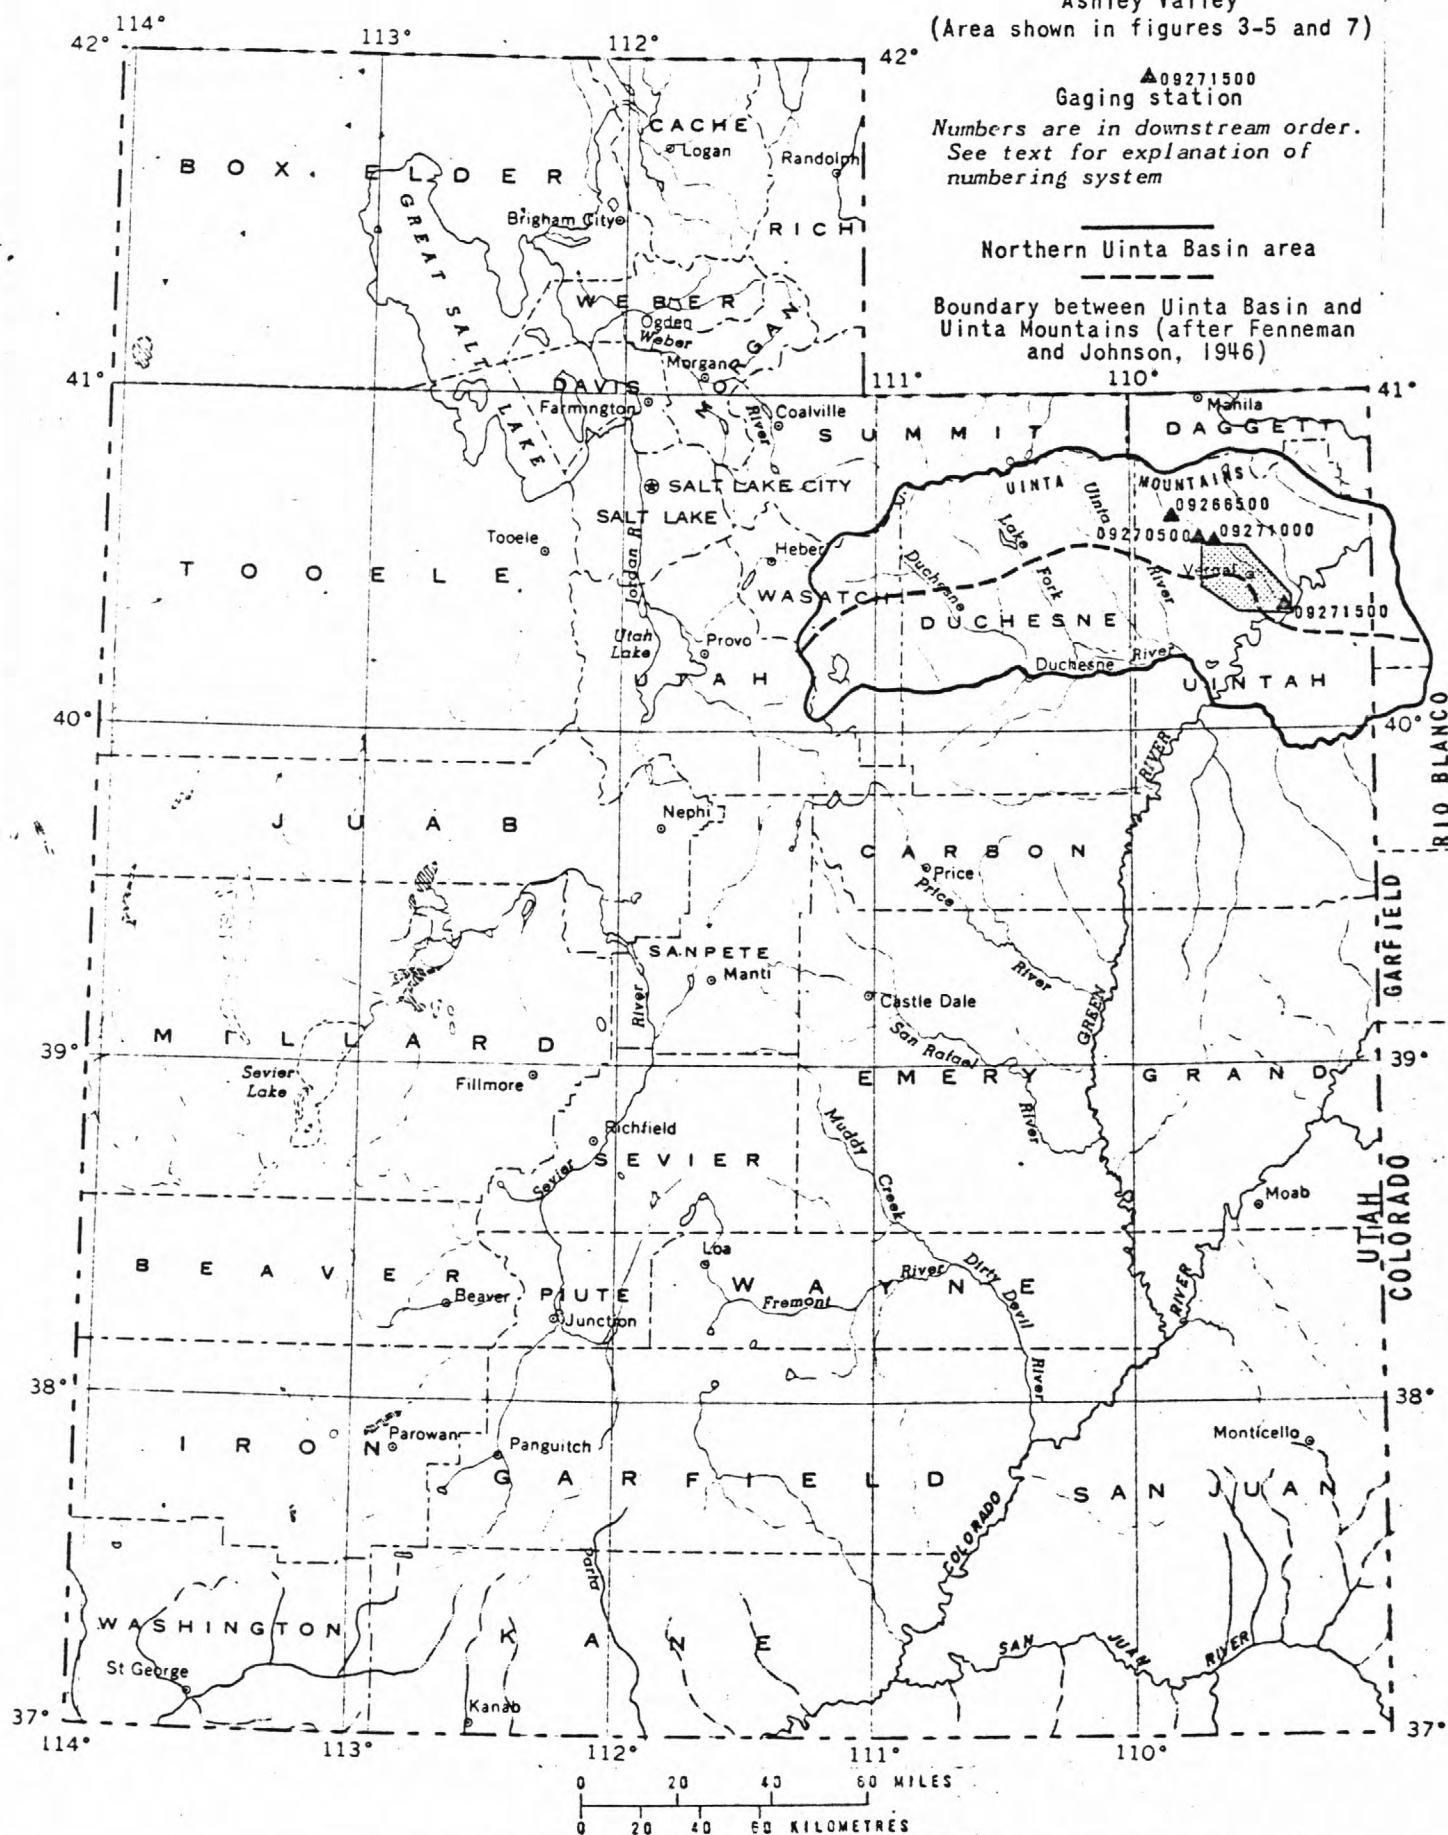 Ashley Valley
(Area shown in figures 3-5 and 7)
09271500
Gaging station
Numbers are in downstream order.
See text for explanation of
numbering system
Northern Uinta Basin area
Boundary between Uinta Basin and
Uinta Mountains (after Fenneman
and Johnson, 1946)
114°
113°
112°
42°
42°
CACHE
Logan
Randolph
BOX ELDER
Brigham City
RICH
GREAT SALT LAKE
WEBER
Ogden
Weber
River
MORGAN
Morgan
41°
111°
110°
41°
DAVIS
Farmington
Coalville
Manila
SUMMIT
DAGGETT
SALT LAKE CITY
UINTA MOUNTAINS
SALT LAKE
09266500
Tooele
Jordan R
Heber
Lake Fork
Uinta River
09270500
09271000
TOOELE
Vernal
Duchesne
WASATCH
09271500
DUCHESNE
Utah
Lake
Provo
Duchesne River
UTAH
UINTAH
40°
40°
RIO BLANCO
GREEN RIVER
JUAB
Nephi
CARBON
Price
Price River
GARFIELD
SANPETE
Manti
Castle Dale
River
San Rafael River
MILLARD
39°
39°
Sevier
Lake
Fillmore
EMERY
GRAND
Muddy Creek
Richfield
Sevier
SEVIER
Moab
UTAH
COLORADO
BEAVER
Loa
Beaver
PIUTE
Junction
WAYNE
Fremont River
Dirty Devil River
RIVER
38°
38°
IRON
Parowan
Panguitch
Monticello
GARFIELD
SAN JUAN
COLORADO
Paria
WASHINGTON
KANE
SAN JUAN RIVER
St George
Kanab
37°
37°
114°
113°
112°
111°
110°
0 20 40 60 MILES
0 20 40 60 KILOMETRES